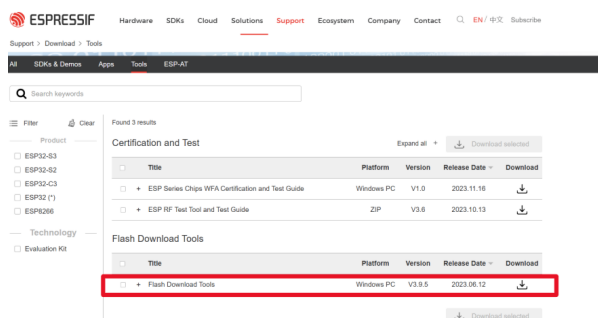 ESPRESSIF
Hardware SDKs Cloud Solutions Support Ecosystem Company Contact EN / 中文 Subscribe
Support > Download > Tools
All SDKs & Demos Apps Tools ESP-AT
Search keywords
Filter Clear
Found 3 results
Product
ESP32-S3
ESP32-S2
ESP32-C3
ESP32 (*)
ESP8266
Technology
Evaluation Kit
Certification and Test Expand all + Download selected
Title Platform Version Release Date Download
+ ESP Series Chips WFA Certification and Test Guide Windows PC V1.0 2023.11.16
+ ESP RF Test Tool and Test Guide ZIP V3.6 2023.10.13
Flash Download Tools
Title Platform Version Release Date Download
+ Flash Download Tools Windows PC V3.9.5 2023.06.12
Download selected